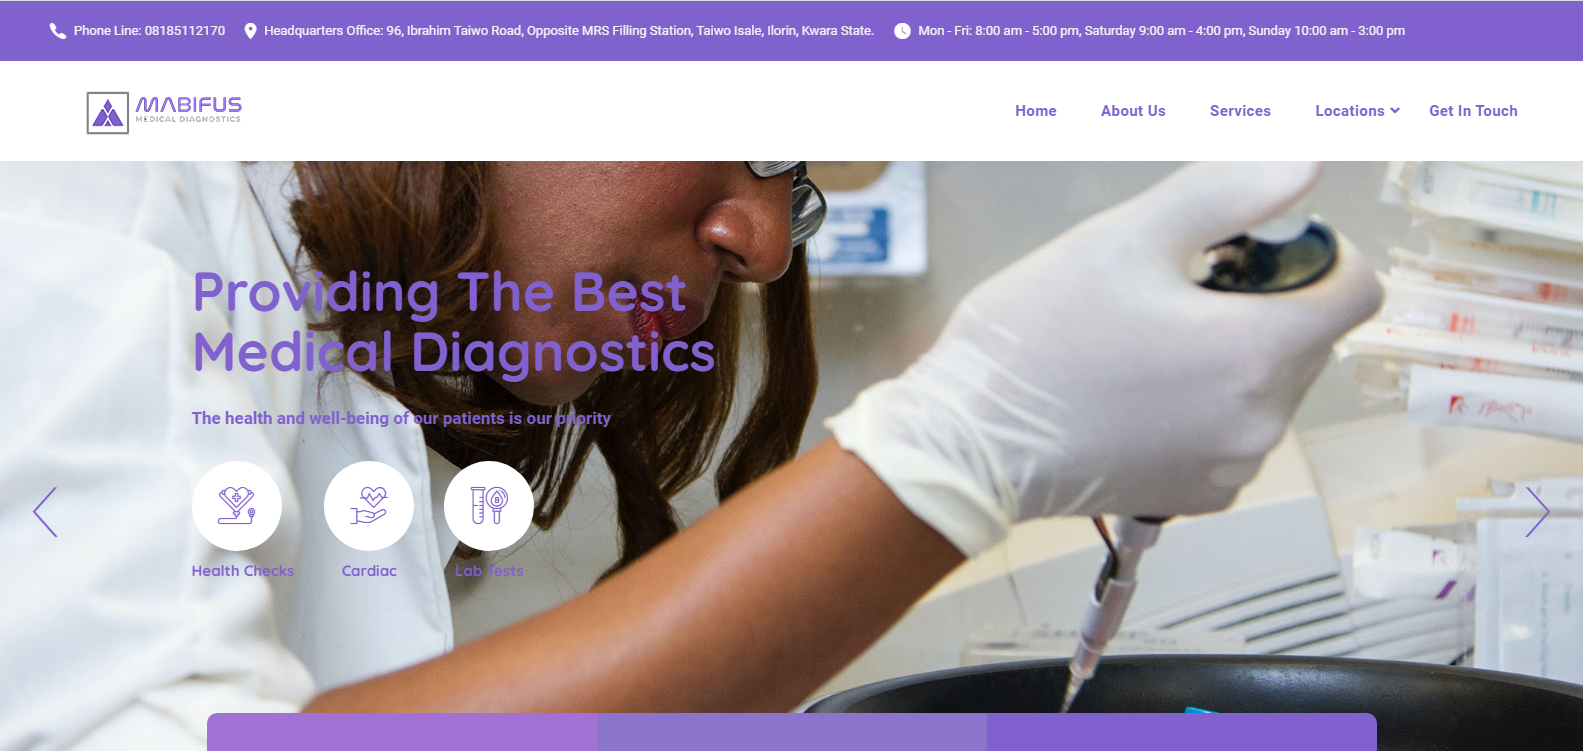 Phone Line: 08185112170
Headquarters Office: 96, Ibrahim Taiwo Road, Opposite MRS Filling Station, Taiwo Isale, Ilorin, Kwara State.
Mon - Fri: 8:00 am - 5:00 pm, Saturday 9:00 am - 4:00 pm, Sunday 10:00 am - 3:00 pm
MABIFUS
MEDICAL DIAGNOSTICS
Home
About Us
Services
Locations
Get In Touch
Providing The Best
Medical Diagnostics
The health and well-being of our patients is our priority
Health Checks
Cardiac
Lab Tests